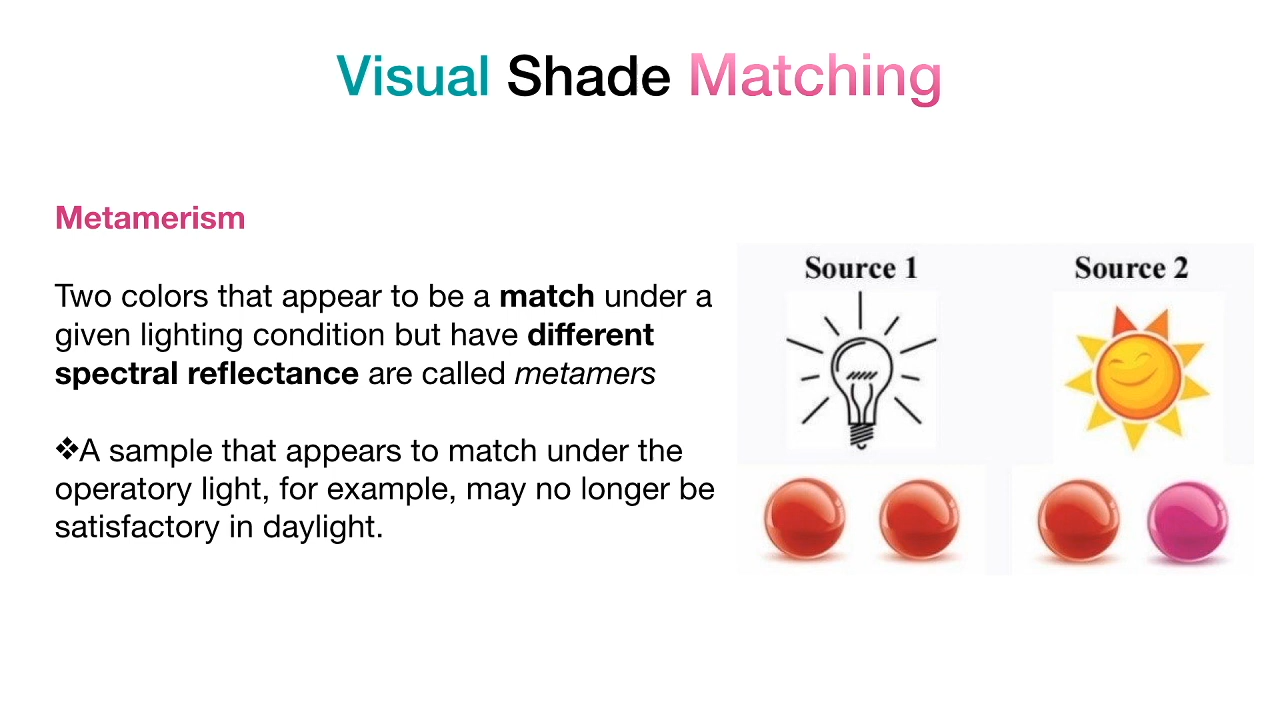 Visual Shade Matching
Metamerism
Two colors that appear to be a match under a
given lighting condition but have different
spectral reflectance are called metamers
❖A sample that appears to match under the
operatory light, for example, may no longer be
satisfactory in daylight.
Source 1
Source 2